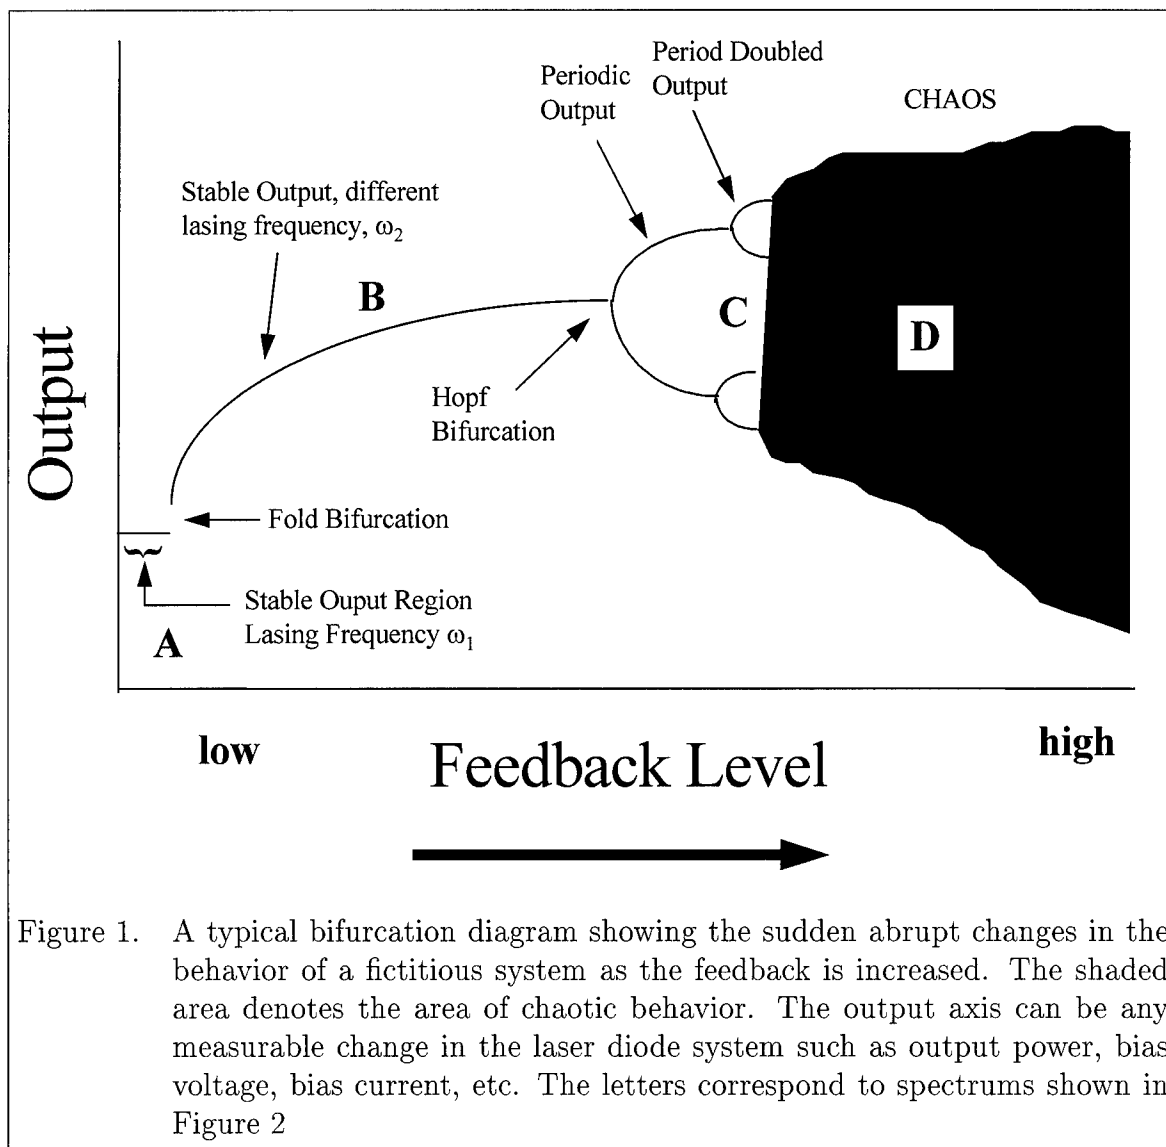 Period Doubled
Output
Periodic
Output
CHAOS
Stable Output, different
lasing frequency, ω₂
B
C
D
Hopf
Bifurcation
Output
Fold Bifurcation
Stable Ouput Region
Lasing Frequency ω₁
A
low
high
Feedback Level
Figure 1. A typical bifurcation diagram showing the sudden abrupt changes in the
behavior of a fictitious system as the feedback is increased. The shaded
area denotes the area of chaotic behavior. The output axis can be any
measurable change in the laser diode system such as output power, bias
voltage, bias current, etc. The letters correspond to spectrums shown in
Figure 2